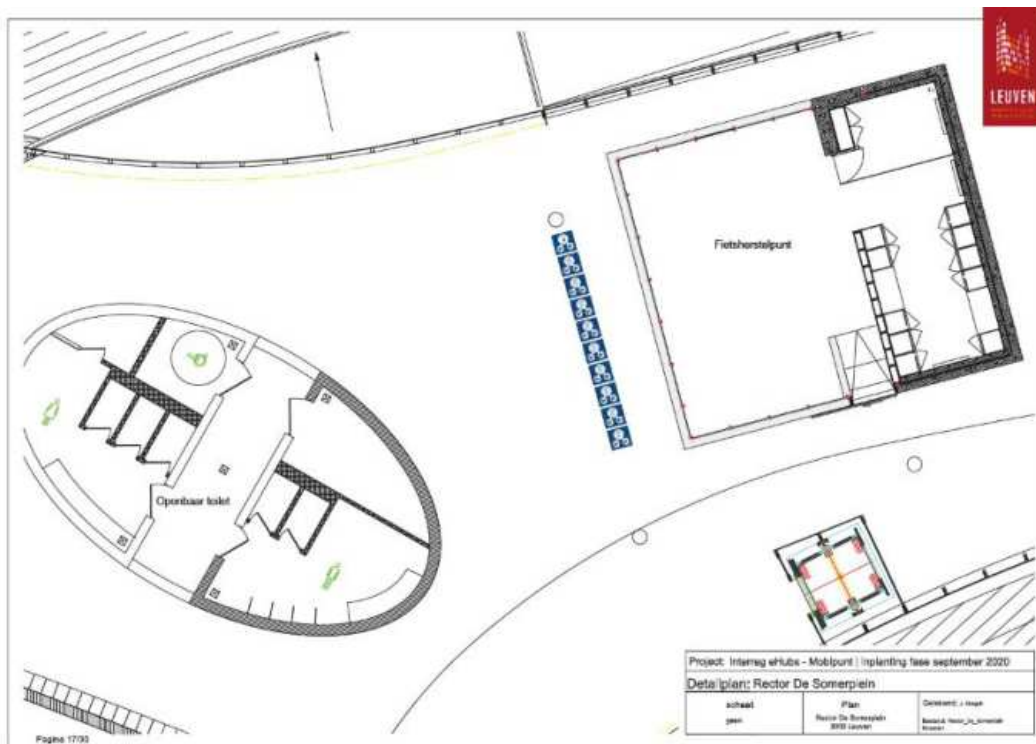 LEUVEN
Fietsherstelpunt
Openbaar toilet
Project: Interreg eHubs - Mobipunt | Inplanting fase september 2020
Detailplan: Rector De Somerplein
schaal
geen
Plan
Rector De Somerplein
3000 Leuven
Getekend:
Pagina 17/33